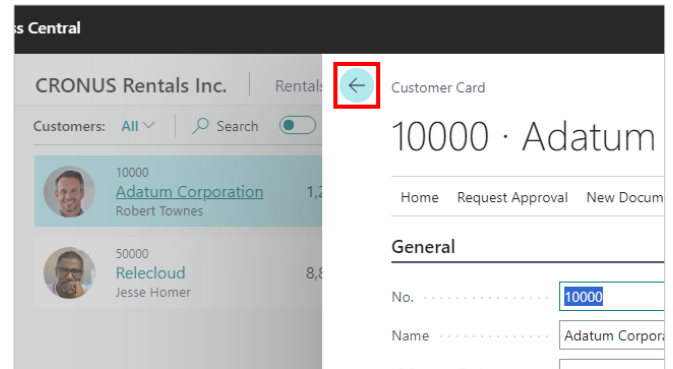 ss Central
CRONUS Rentals Inc. Rentals
Customers: All Search
10000
Adatum Corporation 1,2
Robert Townes
50000
Relecloud 8,8
Jesse Homer
Customer Card
10000 · Adatum
Home Request Approval New Docum
General
No. 10000
Name Adatum Corpora